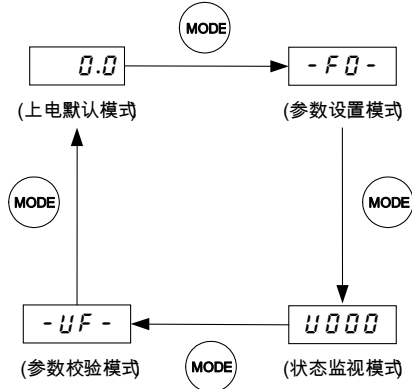 MODE
0.0
-F0-
(上电默认模式)
(参数设置模式)
MODE
MODE
-UF-
U000
(参数校验模式)
MODE
(状态监视模式)